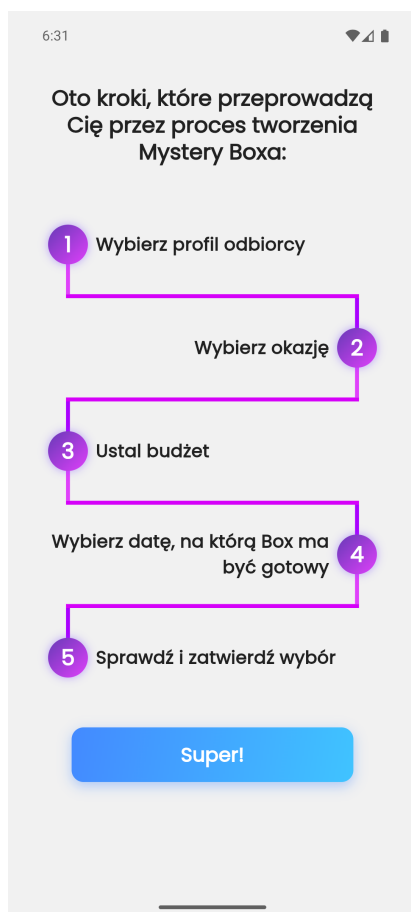 6:31
Oto kroki, które przeprowadzą
Cię przez proces tworzenia
Mystery Boxa:
1 Wybierz profil odbiorcy
Wybierz okazję 2
3 Ustal budżet
Wybierz datę, na którą Box ma
być gotowy 4
5 Sprawdź i zatwierdź wybór
Super!